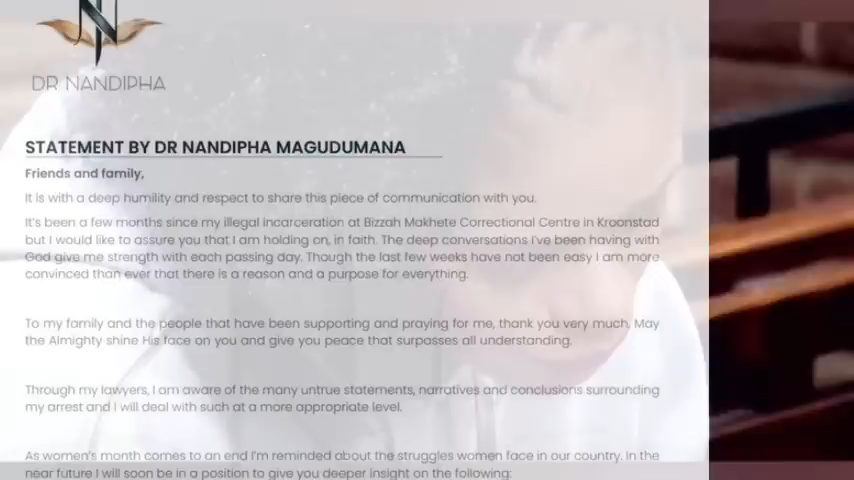 DR NANDIPHA
STATEMENT BY DR NANDIPHA MAGUDUMANA
Friends and family,
It is with a deep humility and respect to share this piece of communication with you.
It's been a few months since my illegal incarceration at Bizzah Makhete Correctional Centre in Kroonstad
but I would like to assure you that I am holding on, in faith. The deep conversations I've been having with
God give me strength with each passing day. Though the last few weeks have not been easy I am more
convinced than ever that there is a reason and a purpose for everything.
To my family and the people that have been supporting and praying for me, thank you very much. May
the Almighty shine His face on you and give you peace that surpasses all understanding.
Through my lawyers, I am aware of the many untrue statements, narratives and conclusions surrounding
my arrest and I will deal with such at a more appropriate level.
As women's month comes to an end I'm reminded about the struggles women face in our country. In the
near future I will soon be in a position to give you deeper insight on the following: